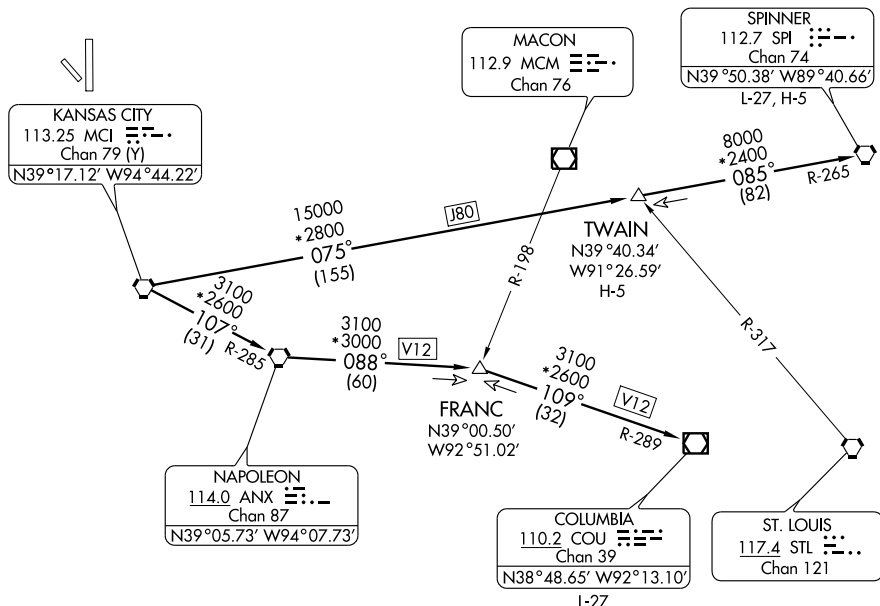 SPINNER
112.7 SPI
Chan 74
N39°50.38' W89°40.66'
L-27, H-5
MACON
112.9 MCM
Chan 76
KANSAS CITY
113.25 MCI
Chan 79 (Y)
N39°17.12' W94°44.22'
8000
*2400
085°
(82)
R-265
15000
*2800
075°
(155)
J80
TWAIN
N39°40.34'
W91°26.59'
H-5
R-198
R-317
3100
*2600
107°
(31)
R-285
3100
*3000
088°
(60)
V12
FRANC
N39°00.50'
W92°51.02'
3100
*2600
109°
(32)
V12
R-289
NAPOLEON
114.0 ANX
Chan 87
N39°05.73' W94°07.73'
COLUMBIA
110.2 COU
Chan 39
N38°48.65' W92°13.10'
L-27
ST. LOUIS
117.4 STL
Chan 121